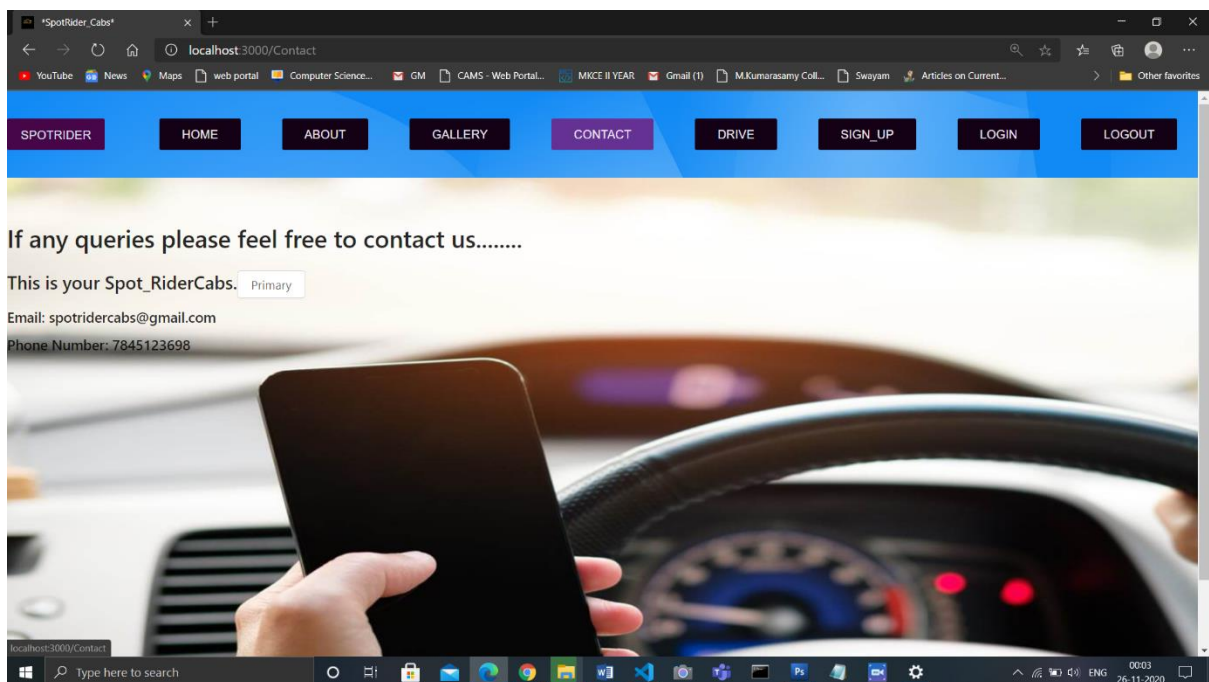 *SpotRider_Cabs*
localhost:3000/Contact
YouTube News Maps web portal Computer Science... GM CAMS - Web Portal... MKCE II YEAR Gmail (1) M.Kumarasamy Coll... Swayam Articles on Current... Other favorites
SPOTRIDER HOME ABOUT GALLERY CONTACT DRIVE SIGN_UP LOGIN LOGOUT
If any queries please feel free to contact us........
This is your Spot_RiderCabs. Primary
Email: spotridercabs@gmail.com
Phone Number: 7845123698
localhost:3000/Contact
Type here to search
Ps
ENG
00:03
26-11-2020